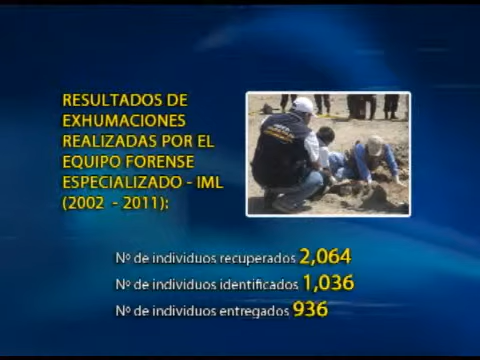 RESULTADOS DE
EXHUMACIONES
REALIZADAS POR EL
EQUIPO FORENSE
ESPECIALIZADO - IML
(2002 - 2011):
Nº de individuos recuperados 2,064
Nº de individuos identificados 1,036
Nº de individuos entregados 936